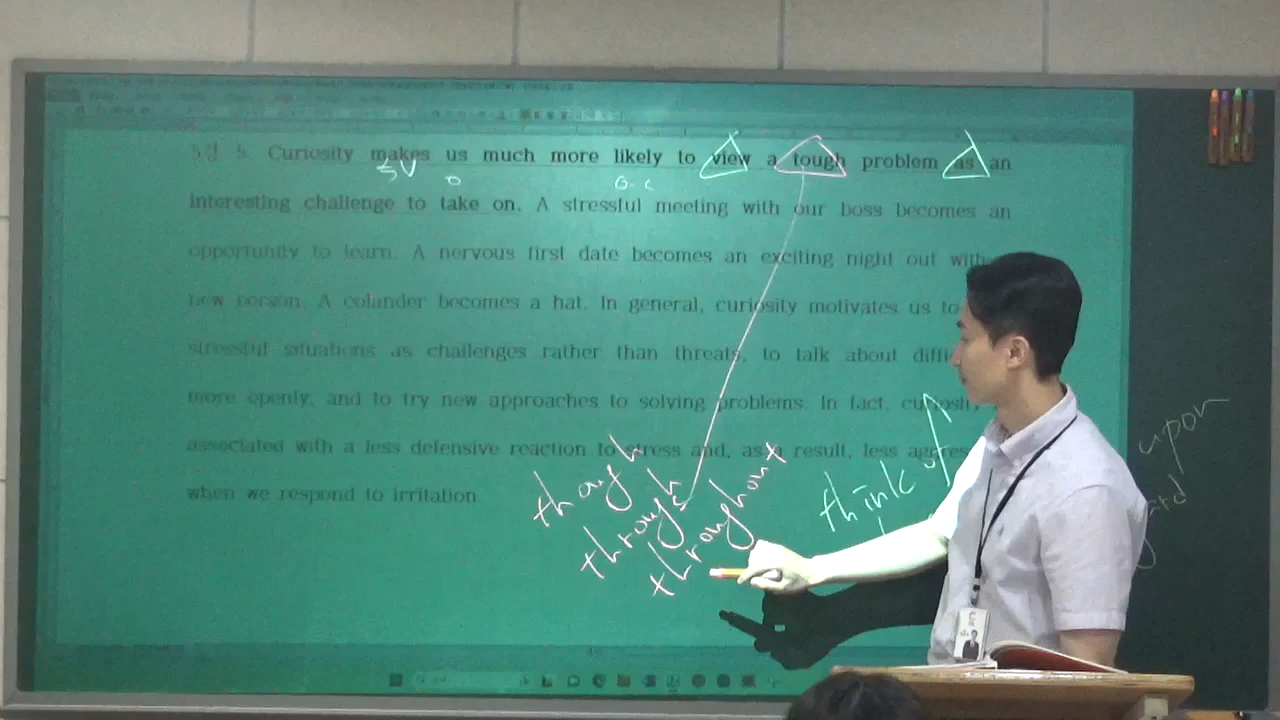 5. Curiosity makes us much more likely to view a tough problem as an
S V O O.C
interesting challenge to take on. A stressful meeting with our boss becomes an
opportunity to learn. A nervous first date becomes an exciting night out with
new person. A colander becomes a hat. In general, curiosity motivates us to
stressful situations as challenges rather than threats, to talk about
more openly, and to try new approaches to solving problems. In fact, curiosity
associated with a less defensive reaction to stress and, as a result, less
when we respond to irritation
though
through
throughout
think of
upon